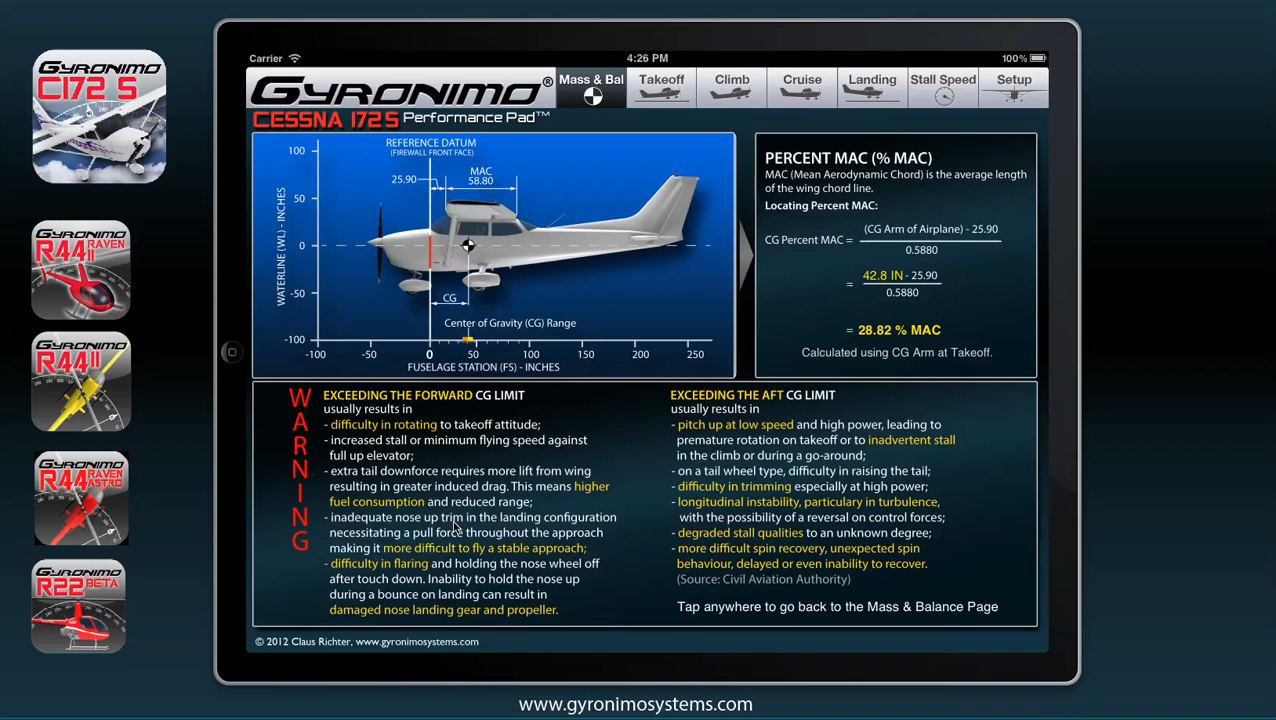 GYRONIMO
C172 S
GYRONIMO
R44 RAVEN
II
GYRONIMO
R44 II
GYRONIMO
R44 RAVEN
ASTRO
GYRONIMO
R22 BETA
Carrier
4:26 PM
100%
GYRONIMO®
Mass & Bal
Takeoff
Climb
Cruise
Landing
Stall Speed
Setup
CESSNA 172S Performance Pad™
REFERENCE DATUM
(FIREWALL FRONT FACE)
MAC
58.80
25.90
WATERLINE (WL) - INCHES
100
50
0
-50
-100
CG
Center of Gravity (CG) Range
-100 -50 0 50 100 150 200 250
FUSELAGE STATION (FS) - INCHES
PERCENT MAC (% MAC)
MAC (Mean Aerodynamic Chord) is the average length
of the wing chord line.
Locating Percent MAC:
CG Percent MAC = (CG Arm of Airplane) - 25.90
0.5880
= 42.8 IN - 25.90
0.5880
= 28.82 % MAC
Calculated using CG Arm at Takeoff.
WARNING
EXCEEDING THE FORWARD CG LIMIT
usually results in
- difficulty in rotating to takeoff attitude;
- increased stall or minimum flying speed against
full up elevator;
- extra tail downforce requires more lift from wing
resulting in greater induced drag. This means higher
fuel consumption and reduced range;
- inadequate nose up trim in the landing configuration
necessitating a pull force throughout the approach
making it more difficult to fly a stable approach;
- difficulty in flaring and holding the nose wheel off
after touch down. Inability to hold the nose up
during a bounce on landing can result in
damaged nose landing gear and propeller.
EXCEEDING THE AFT CG LIMIT
usually results in
- pitch up at low speed and high power, leading to
premature rotation on takeoff or to inadvertent stall
in the climb or during a go-around;
- on a tail wheel type, difficulty in raising the tail;
- difficulty in trimming especially at high power;
- longitudinal instability, particulary in turbulence,
with the possibility of a reversal on control forces;
- degraded stall qualities to an unknown degree;
- more difficult spin recovery, unexpected spin
behaviour, delayed or even inability to recover.
(Source: Civil Aviation Authority)
Tap anywhere to go back to the Mass & Balance Page
© 2012 Claus Richter, www.gyronimosystems.com
www.gyronimosystems.com